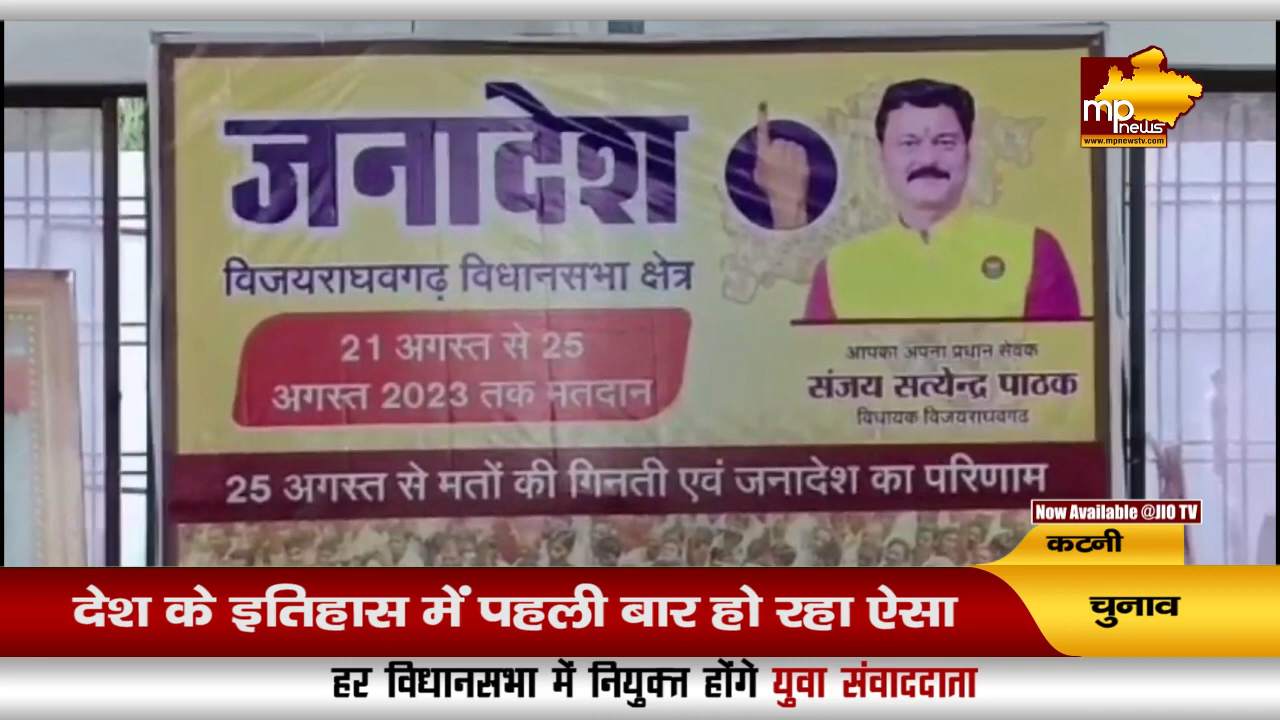 जनादेश
विजयराघवगढ़ विधानसभा क्षेत्र
21 अगस्त से 25
अगस्त 2023 तक मतदान
आपका अपना प्रधान सेवक
संजय सत्येन्द्र पाठक
विधायक विजयराघवगढ़
25 अगस्त से मतों की गिनती एवं जनादेश का परिणाम
mp news
www.mpnewstv.com
Now Available @JIO TV
कटनी
देश के इतिहास में पहली बार हो रहा ऐसा
चुनाव
हर विधानसभा में नियुक्त होंगे युवा संवाददाता